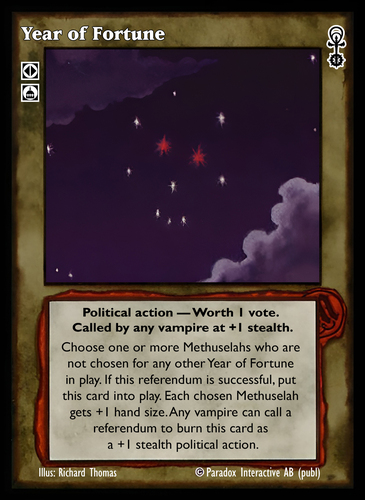 Year of Fortune
Political action — Worth 1 vote.
Called by any vampire at +1 stealth.
Choose one or more Methuselahs who are
not chosen for any other Year of Fortune
in play. If this referendum is successful, put
this card into play. Each chosen Methuselah
gets +1 hand size. Any vampire can call a
referendum to burn this card as
a +1 stealth political action.
Illus: Richard Thomas © Paradox Interactive AB (publ)